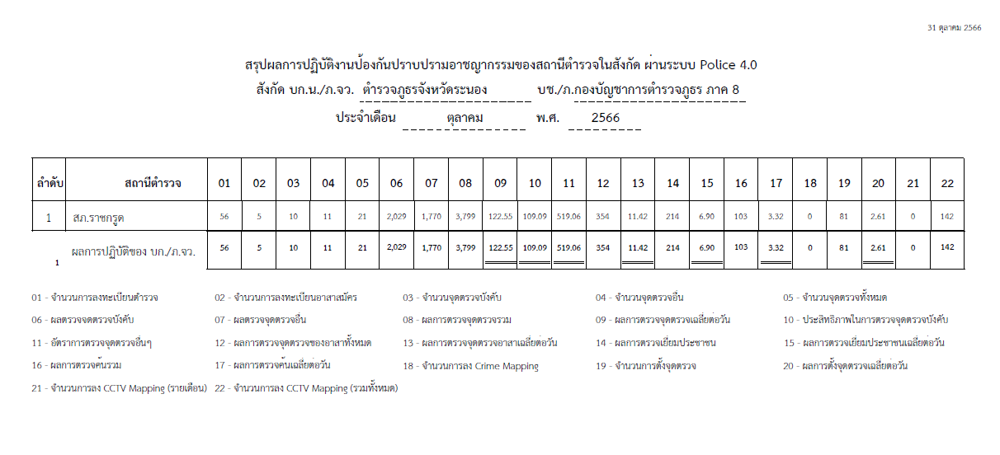 31 ตุลาคม 2566
สรุปผลการปฏิบัติงานป้องกันปราบปรามอาชญากรรมของสถานีตำรวจในสังกัด ผ่านระบบ Police 4.0
สังกัด บก.น./ภ.จว. ตำรวจภูธรจังหวัดระนอง บช./ภ.กองบัญชาการตำรวจภูธร ภาค 8
ประจำเดือน ตุลาคม พ.ศ. 2566
ลำดับ สถานีตำรวจ 01 02 03 04 05 06 07 08 09 10 11 12 13 14 15 16 17 18 19 20 21 22
1 สภ.ราชกรูด 56 5 10 11 21 2,029 1,770 3,799 122.55 109.09 519.06 354 11.42 214 6.90 103 3.32 0 81 2.61 0 142
1 ผลการปฏิบัติของ บก./ภ.จว. 56 5 10 11 21 2,029 1,770 3,799 122.55 109.09 519.06 354 11.42 214 6.90 103 3.32 0 81 2.61 0 142
01 - จำนวนการลงทะเบียนตำรวจ 02 - จำนวนการลงทะเบียนอาสาสมัคร 03 - จำนวนจุดตรวจบังคับ 04 - จำนวนจุดตรวจอื่น 05 - จำนวนจุดตรวจทั้งหมด
06 - ผลตรวจจดตรวจบังคับ 07 - ผลตรวจจุดตรวจอื่น 08 - ผลการตรวจจุดตรวจรวม 09 - ผลการตรวจจุดตรวจเฉลี่ยต่อวัน 10 - ประสิทธิภาพในการตรวจจุดตรวจบังคับ
11 - อัตราการตรวจจุดตรวจอื่นๆ 12 - ผลการตรวจจุดตรวจของอาสาทั้งหมด 13 - ผลการตรวจจุดตรวจอาสาเฉลี่ยต่อวัน 14 - ผลการตรวจเยี่ยมประชาชน 15 - ผลการตรวจเยี่ยมประชาชนเฉลี่ยต่อวัน
16 - ผลการตรวจค้นรวม 17 - ผลการตรวจค้นเฉลี่ยต่อวัน 18 - จำนวนการลง Crime Mapping 19 - จำนวนการตั้งจุดตรวจ 20 - ผลการตั้งจุดตรวจเฉลี่ยต่อวัน
21 - จำนวนการลง CCTV Mapping (รายเดือน) 22 - จำนวนการลง CCTV Mapping (รวมทั้งหมด)